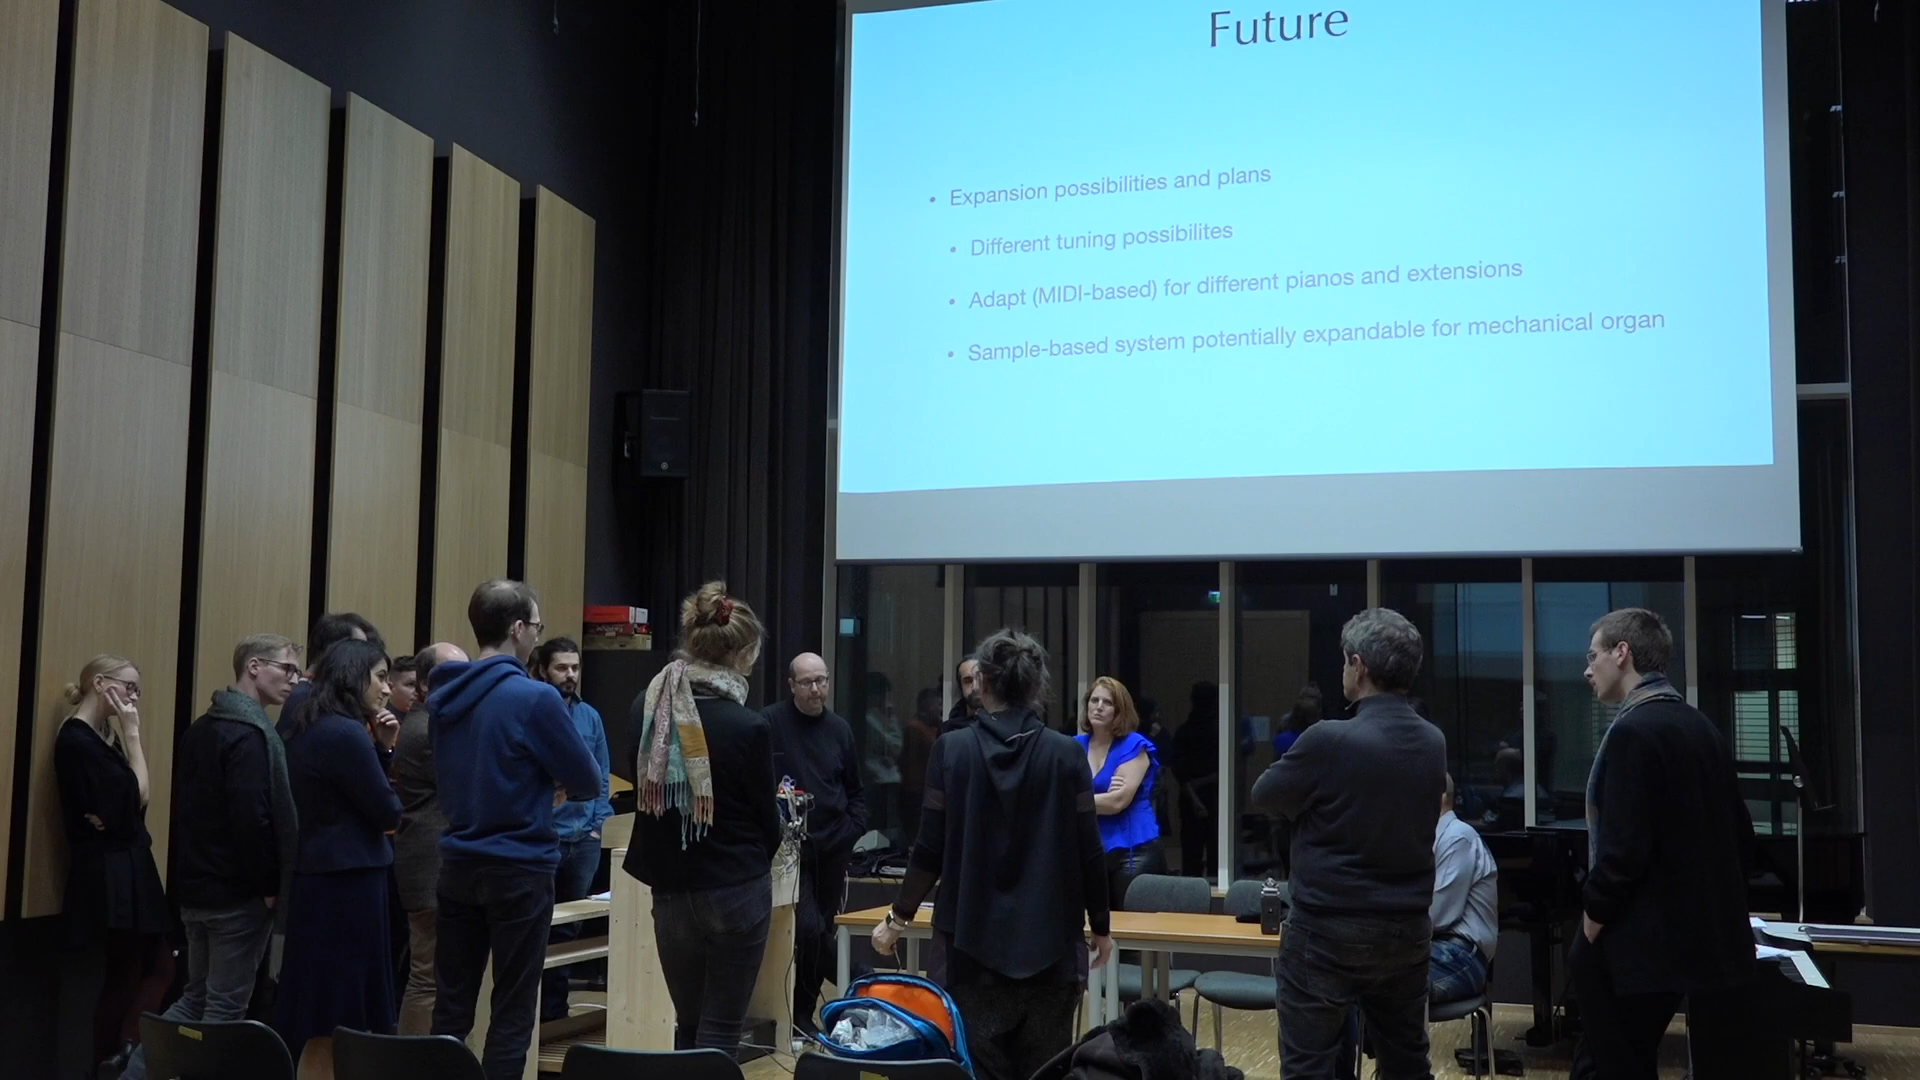 Future
• Expansion possibilities and plans
• Different tuning possibilites
• Adapt (MIDI-based) for different pianos and extensions
• Sample-based system potentially expandable for mechanical organ